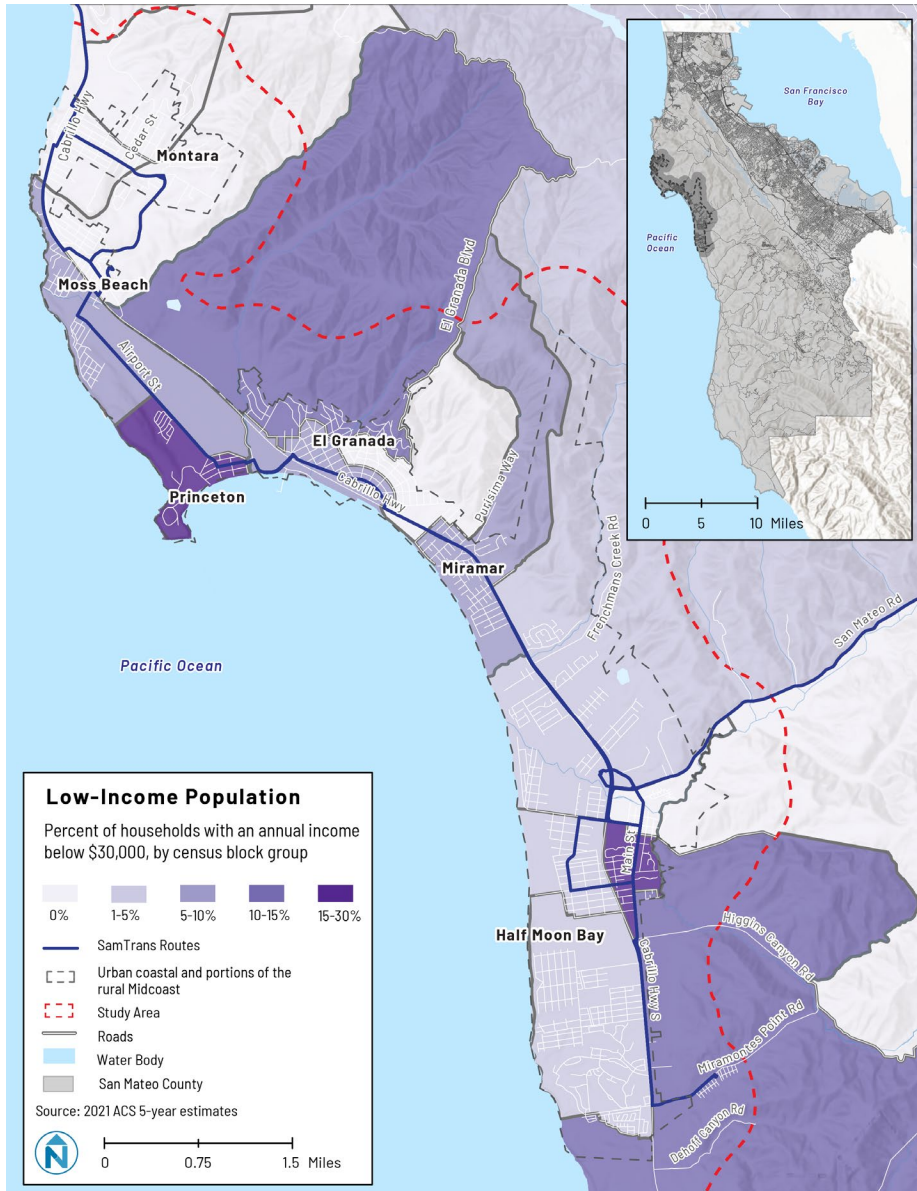 Cabrillo Hwy
Cedar St
Montara
Moss Beach
Airport St
El Granada Blvd
El Granada
Princeton
Cabrillo Hwy
Purisima Way
Miramar
Frenchmans Creek Rd
San Mateo Rd
Pacific Ocean
Main St
Half Moon Bay
Higgins Canyon Rd
Cabrillo Hwy S
Miramontes Point Rd
Dehoff Canyon Rd
San Francisco
Bay
Pacific
Ocean
0 5 10 Miles
Low-Income Population
Percent of households with an annual income
below $30,000, by census block group
0% 1-5% 5-10% 10-15% 15-30%
SamTrans Routes
Urban coastal and portions of the
rural Midcoast
Study Area
Roads
Water Body
San Mateo County
Source: 2021 ACS 5-year estimates
N
0 0.75 1.5 Miles